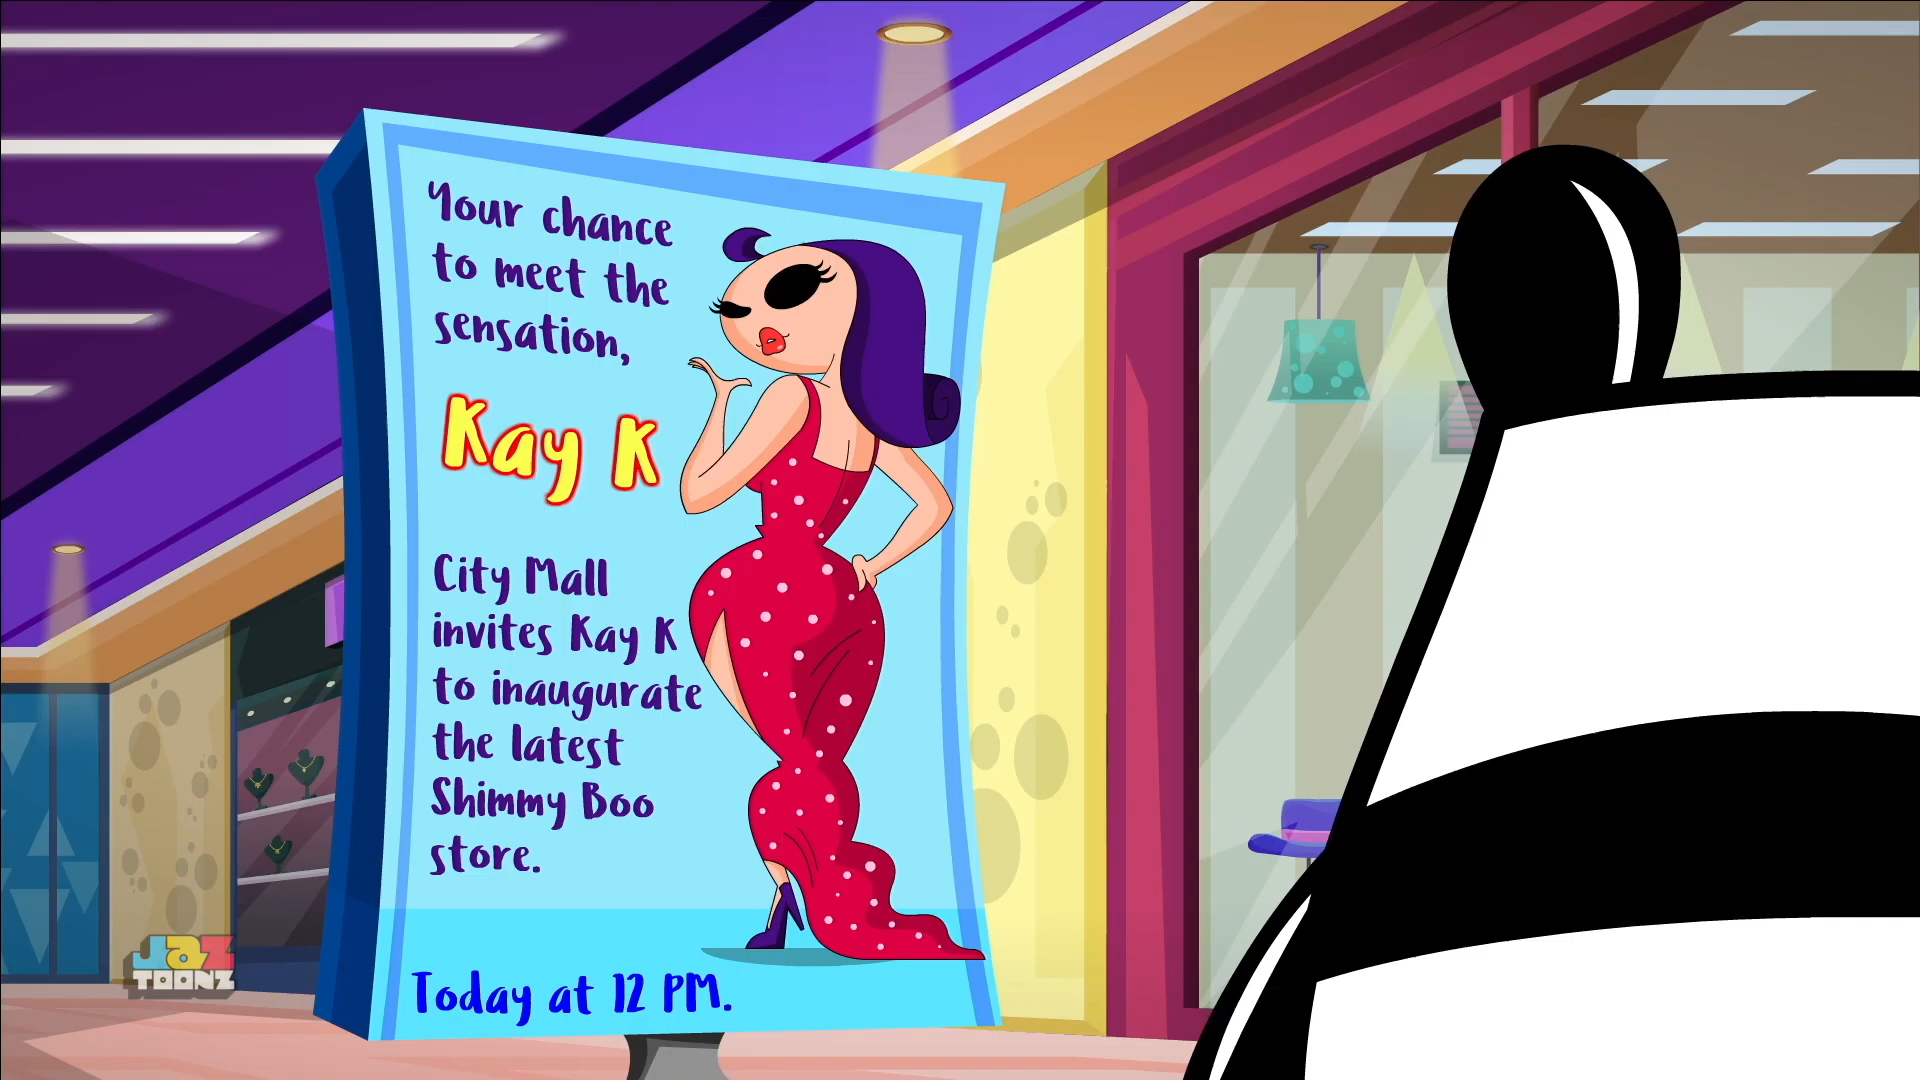 Your chance
to meet the
sensation,
Kay K
City Mall
invites Kay K
to inaugurate
the latest
Shimmy Boo
store.
Today at 12 PM.
JaZ
TOONZ